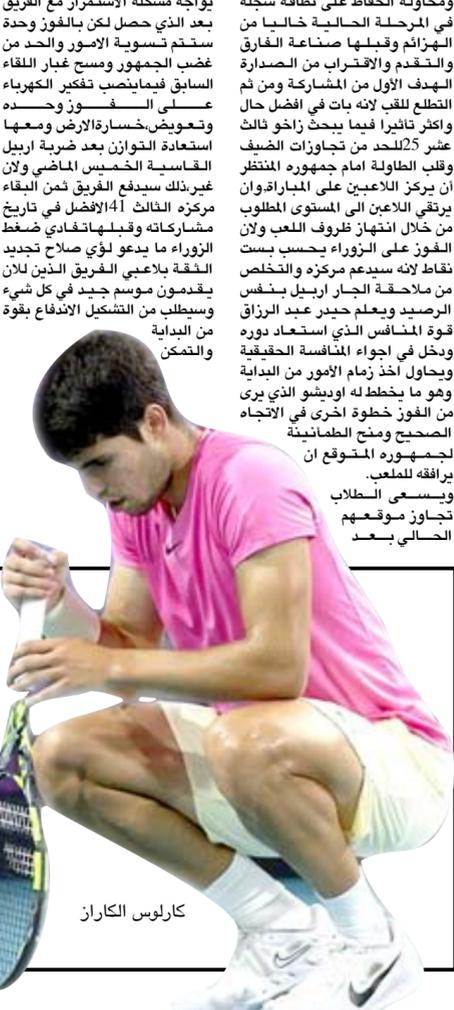 ومحاولة الحفاظ على نظافة سجله
في المرحلة الحالية خاليا من
الهزائم وقبلها صناعة الفارق
والتقدم والاقتراب من الصدارة
الهدف الأول من المشاركة ومن ثم
التطلع للقب لانه بات في افضل حال
واكثر تاثيرا فيما يبحث زاخو ثالث
عشر 25للحد من تجاوزات الضيف
وقلب الطاولة امام جمهوره المنتظر
أن يركز اللاعبين على المباراة,وان
يرتقي اللاعبن الى المستوى المطلوب
من خلال انتهاز ظروف اللعب ولان
الفوز على الزوراء يحسب بست
نقاط لانه سيدعم مركزه والتخلص
من ملاحقة الجار اربيل بنفس
الرصيد ويعلم حيدر عبد الرزاق
قوة المنافس الذي استعاد دوره
ودخل في اجواء المنافسة الحقيقية
ويحاول اخذ زمام الأمور من البداية
وهو ما يخطط له اوديشو الذي يرى
من الفوز خطوة اخرى في الاتجاه
الصحيح ومنح الطمانينة
لجمهوره المتوقع ان
يرافقه للملعب.
ويسعى الطلاب
تجاوز موقعهم
الحالي بعد
يواجه مشكلة الاستمرار مع الفريق
بعد الذي حصل لكن بالفوز وحدة
ستتم تسوية الامور والحد من
غضب الجمهور ومسح غبار اللقاء
السابق فيماينصب تفكير الكهرباء
على الفوز وحده
وتعويض,خسارةالارض ومعها
استعادة التوازن بعد ضربة اربيل
القاسية الخميس الماضي ولان
غير,ذلك سيدفع الفريق ثمن البقاء
مركزه الثالث 41الافضل في تاريخ
مشاركاته وقبلهاتفادي ضغط
الزوراء ما يدعو لؤي صلاح تجديد
الثقة بلاعبي الفريق الذين للان
يقدمون موسم جيد في كل شيء
وسيطلب من التشكيل الاندفاع بقوة
من البداية
والتمكن
كارلوس الكاراز